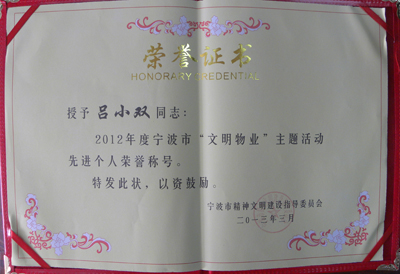 荣誉证书
HONORARY CREDENTIAL
授予吕小双同志：
2012年度宁波市“文明物业”主题活动
先进个人荣誉称号。
特发此状，以资鼓励。
宁波市精神文明建设指导委员会
二〇一三年三月